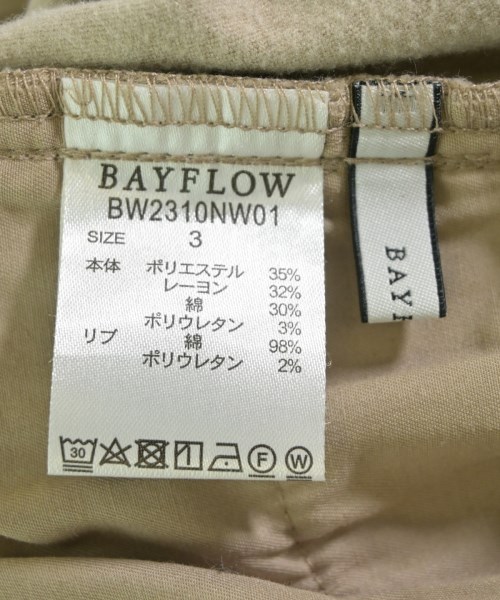 BAYFLOW
BW2310NW01
SIZE 3
本体 ポリエステル 35%
レーヨン 32%
綿 30%
ポリウレタン 3%
リブ 綿 98%
ポリウレタン 2%
30 F W
BAY